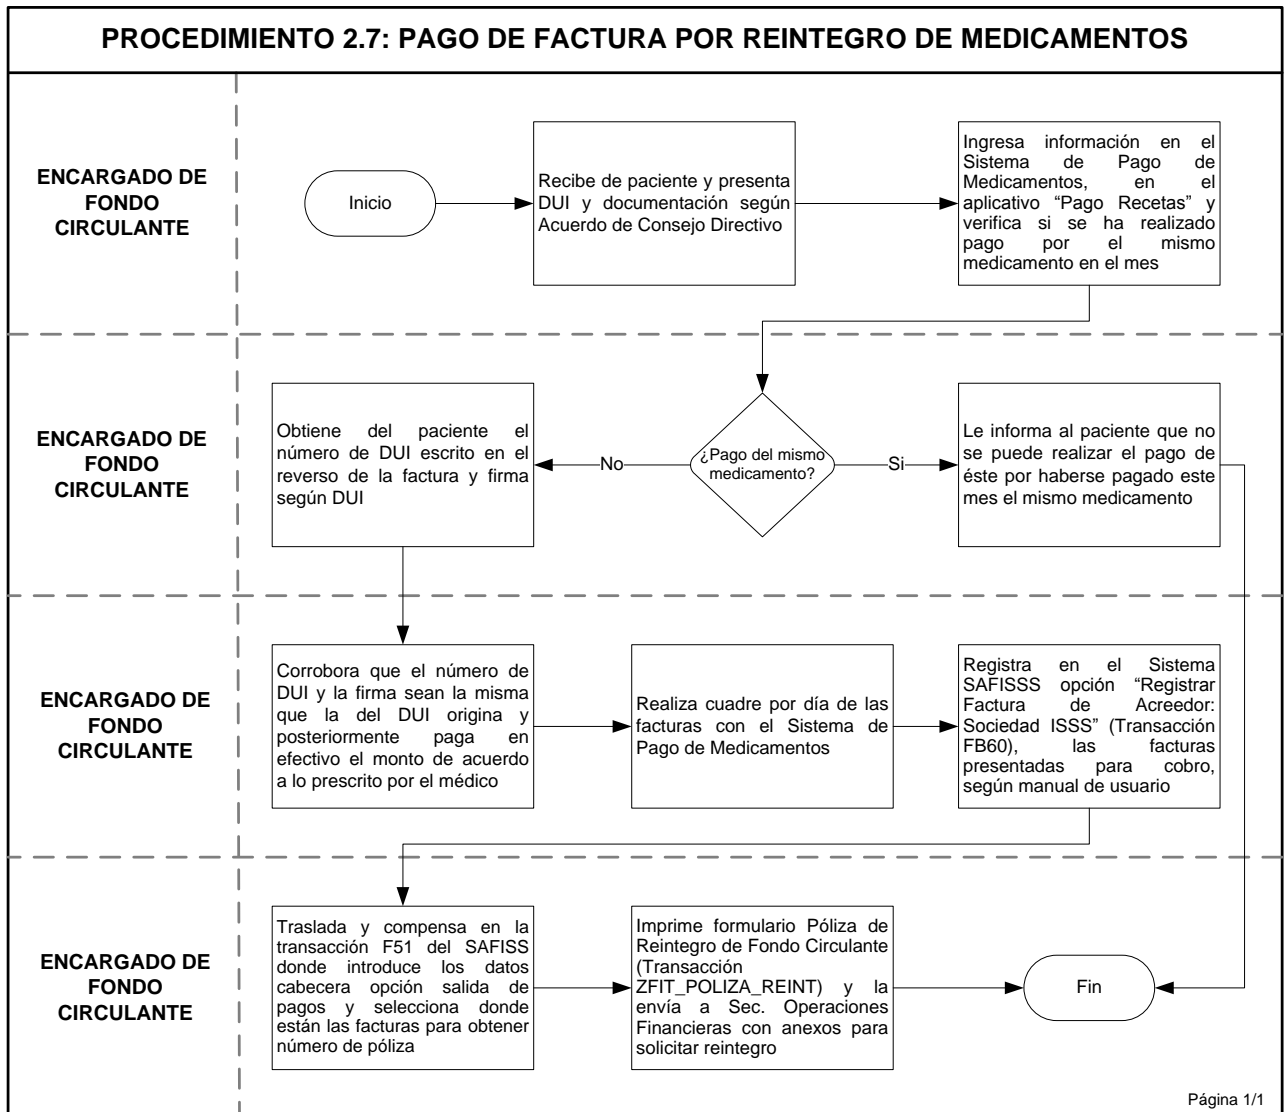 PROCEDIMIENTO 2.7: PAGO DE FACTURA POR REINTEGRO DE MEDICAMENTOS
ENCARGADO DE
FONDO
CIRCULANTE
Inicio
Recibe de paciente y presenta
DUI y documentación según
Acuerdo de Consejo Directivo
Ingresa información en el
Sistema de Pago de
Medicamentos, en el
aplicativo “Pago Recetas” y
verifica si se ha realizado
pago por el mismo
medicamento en el mes
ENCARGADO DE
FONDO
CIRCULANTE
Obtiene del paciente el
número de DUI escrito en el
reverso de la factura y firma
según DUI
No
¿Pago del mismo
medicamento?
Si
Le informa al paciente que no
se puede realizar el pago de
éste por haberse pagado este
mes el mismo medicamento
ENCARGADO DE
FONDO
CIRCULANTE
Corrobora que el número de
DUI y la firma sean la misma
que la del DUI origina y
posteriormente paga en
efectivo el monto de acuerdo
a lo prescrito por el médico
Realiza cuadre por día de las
facturas con el Sistema de
Pago de Medicamentos
Registra en el Sistema
SAFISSS opción “Registrar
Factura de Acreedor:
Sociedad ISSS” (Transacción
FB60), las facturas
presentadas para cobro,
según manual de usuario
ENCARGADO DE
FONDO
CIRCULANTE
Traslada y compensa en la
transacción F51 del SAFISS
donde introduce los datos
cabecera opción salida de
pagos y selecciona donde
están las facturas para obtener
número de póliza
Imprime formulario Póliza de
Reintegro de Fondo Circulante
(Transacción
ZFIT_POLIZA_REINT) y la
envía a Sec. Operaciones
Financieras con anexos para
solicitar reintegro
Fin
Página 1/1